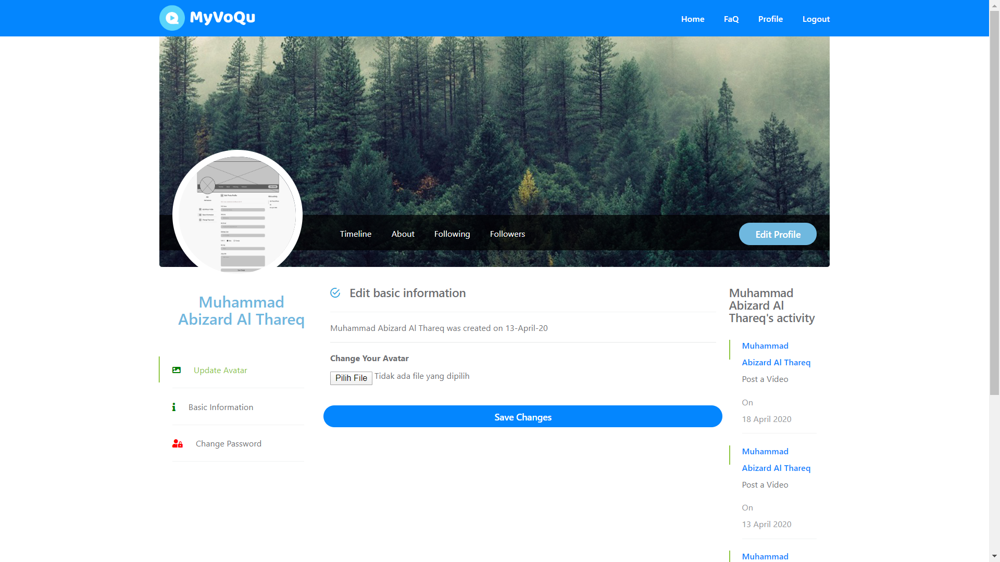 MyVoQu
Home
FaQ
Profile
Logout
Timeline
About
Following
Followers
Edit Profile
Muhammad
Abizard Al Thareq
Update Avatar
Basic Information
Change Password
Edit basic information
Muhammad Abizard Al Thareq was created on 13-April-20
Change Your Avatar
Pilih File Tidak ada file yang dipilih
Save Changes
Muhammad
Abizard Al
Thareq's activity
Muhammad
Abizard Al Thareq
Post a Video
On
18 April 2020
Muhammad
Abizard Al Thareq
Post a Video
On
13 April 2020
Muhammad